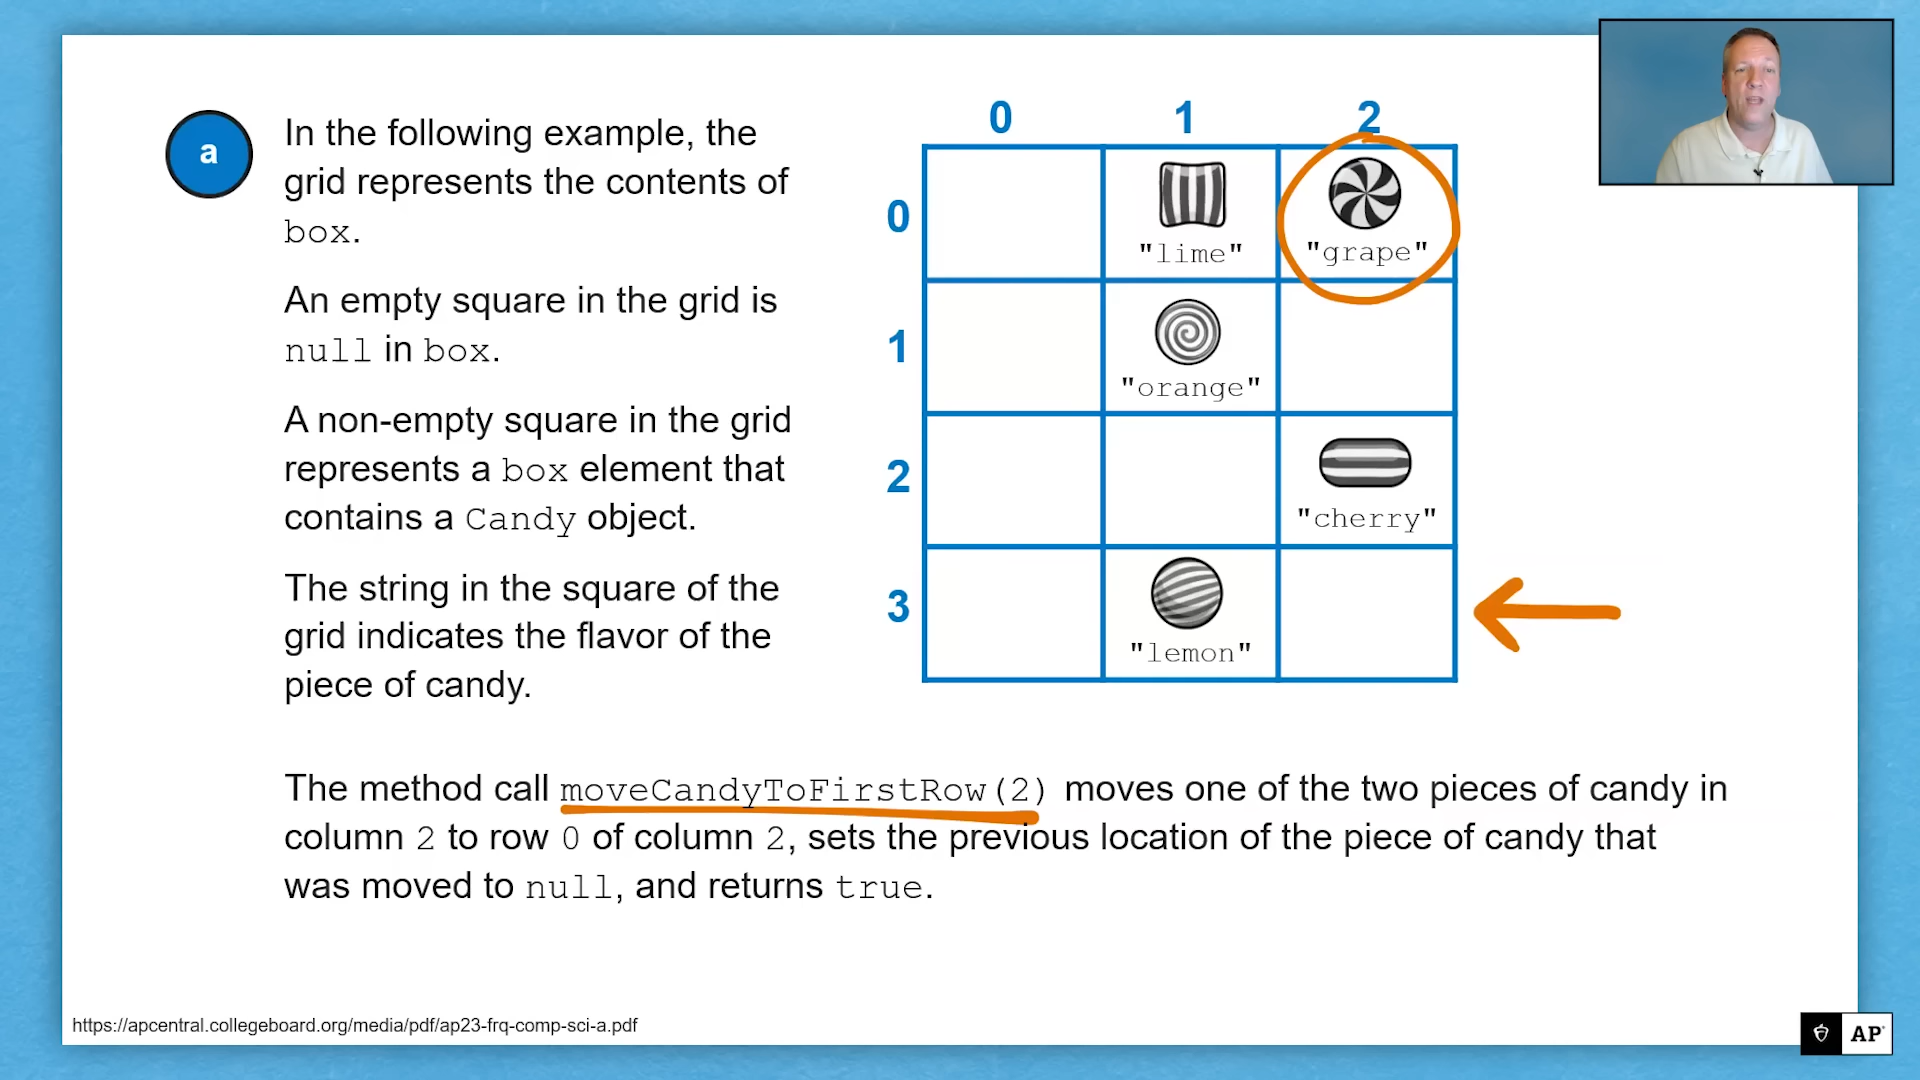 a
In the following example, the
grid represents the contents of
box.
An empty square in the grid is
null in box.
A non-empty square in the grid
represents a box element that
contains a Candy object.
The string in the square of the
grid indicates the flavor of the
piece of candy.
0 1 2
0
"lime" "grape"
1
"orange"
2
"cherry"
3
"lemon"
The method call moveCandyToFirstRow(2) moves one of the two pieces of candy in
column 2 to row 0 of column 2, sets the previous location of the piece of candy that
was moved to null, and returns true.
https://apcentral.collegeboard.org/media/pdf/ap23-frq-comp-sci-a.pdf
AP